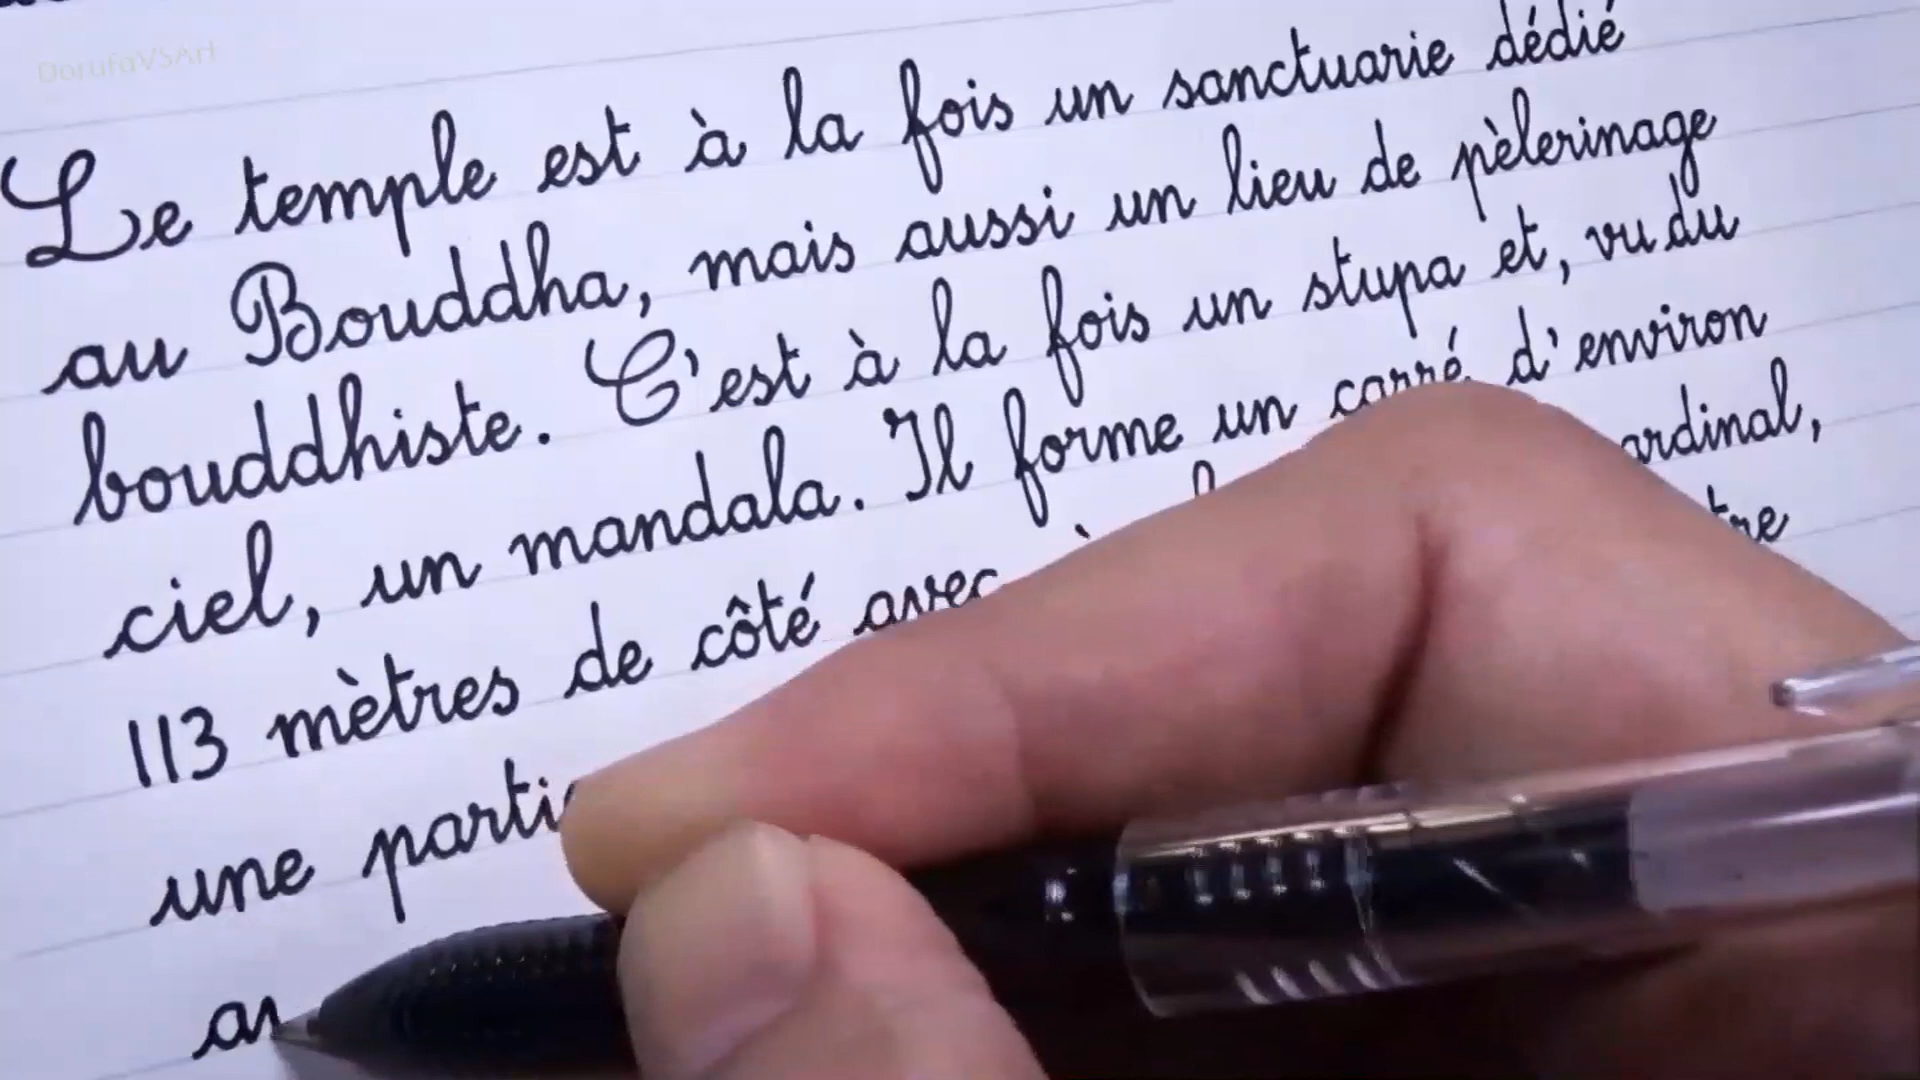 DorufaVSArt
Le temple est à la fois un sanctuarie dédié
au Bouddha, mais aussi un lieu de pèlerinage
bouddhiste. C'est à la fois un stupa et, vu du
ciel, un mandala. Il forme un carré d'environ
113 mètres de côté avec
une